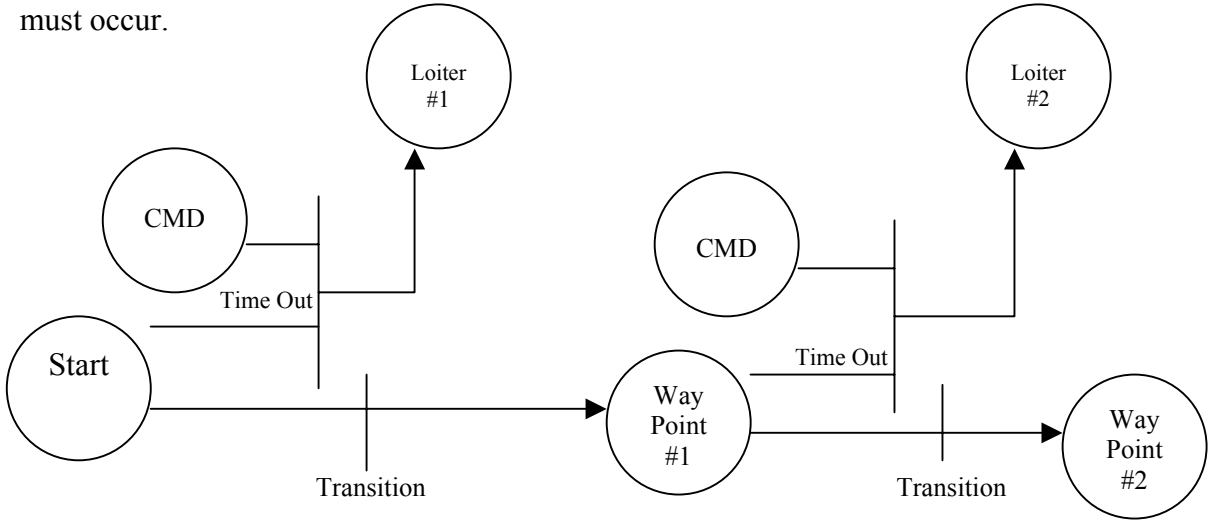 must occur.
Loiter
#1
Loiter
#2
CMD
CMD
Time Out
Start
Time Out
Way
Point
#1
Way
Point
#2
Transition
Transition